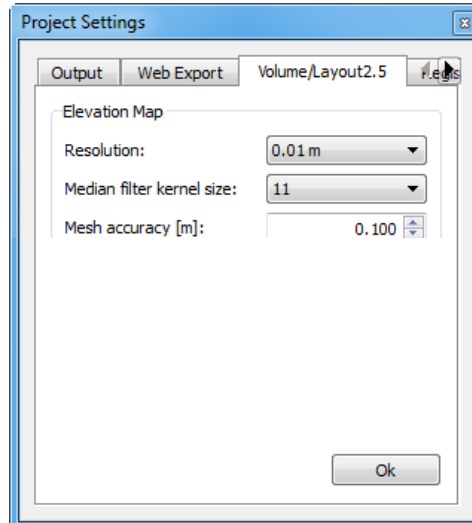 Project Settings
Output
Web Export
Volume/Layout2.5
Elevation Map
Resolution:
0.01 m
Median filter kernel size:
11
Mesh accuracy [m]:
0.100
Ok